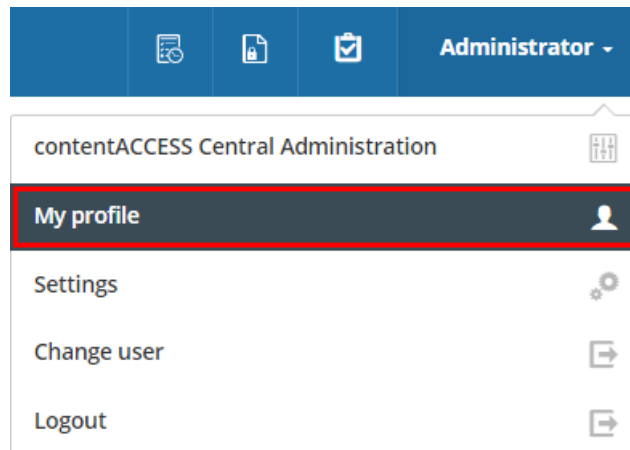 Administrator
contentACCESS Central Administration
My profile
Settings
Change user
Logout